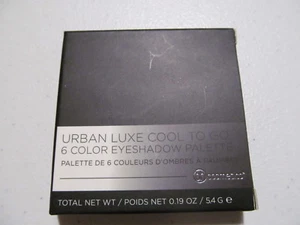 URBAN LUXE COOL TO GO
6 COLOR EYESHADOW PALETTE
PALETTE DE 6 COULEURS D'OMBRES À PAUPIÈRES
TOTAL NET WT / POIDS NET 0.19 OZ / 5.4 G e